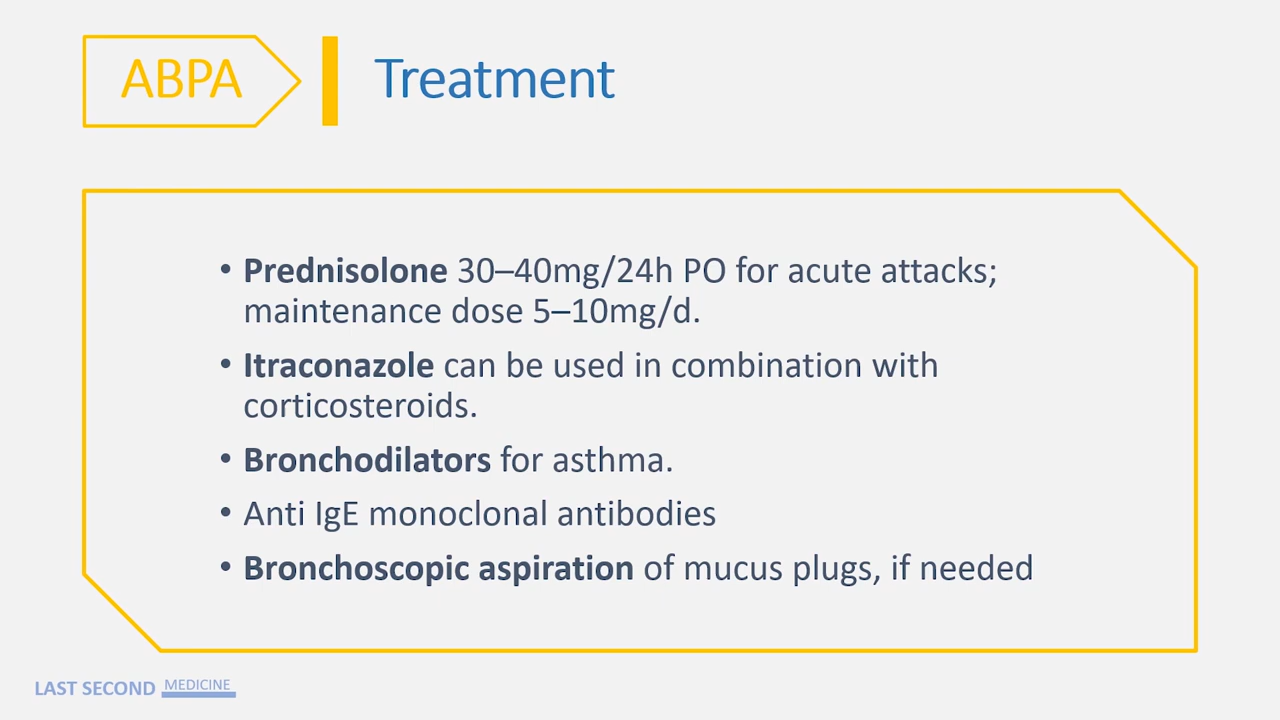 ABPA
Treatment
• Prednisolone 30–40mg/24h PO for acute attacks;
maintenance dose 5–10mg/d.
• Itraconazole can be used in combination with
corticosteroids.
• Bronchodilators for asthma.
• Anti IgE monoclonal antibodies
• Bronchoscopic aspiration of mucus plugs, if needed
LAST SECOND MEDICINE